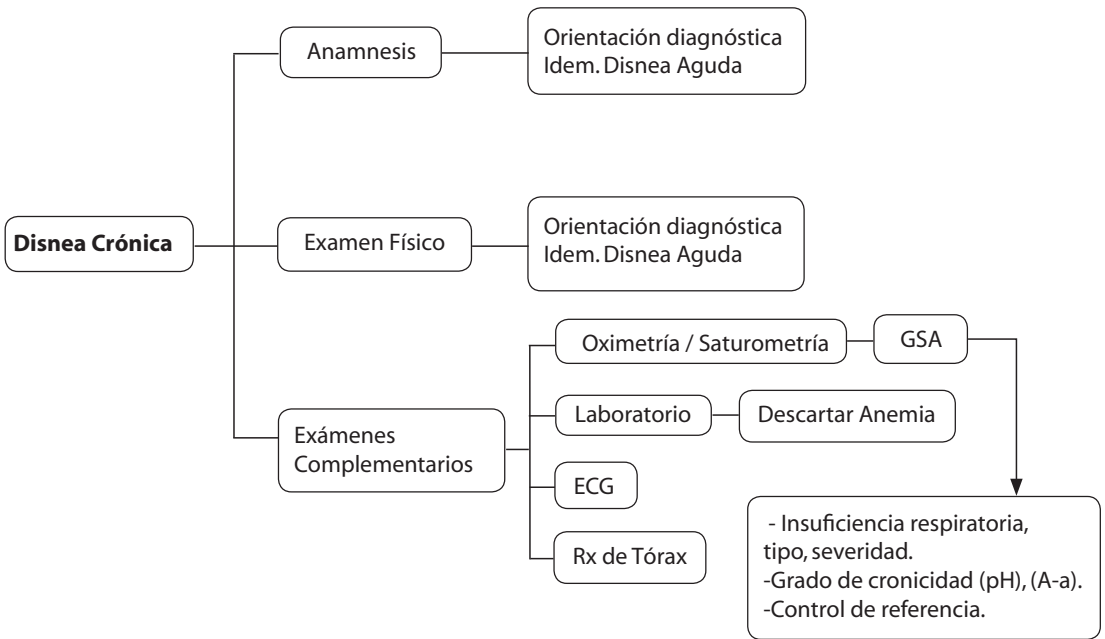 Anamnesis
Orientación diagnóstica
Idem. Disnea Aguda
Disnea Crónica
Examen Físico
Orientación diagnóstica
Idem. Disnea Aguda
Oximetría / Saturometría
GSA
Laboratorio
Descartar Anemia
Exámenes
Complementarios
ECG
Rx de Tórax
- Insuficiencia respiratoria,
tipo, severidad.
-Grado de cronicidad (pH), (A-a).
-Control de referencia.